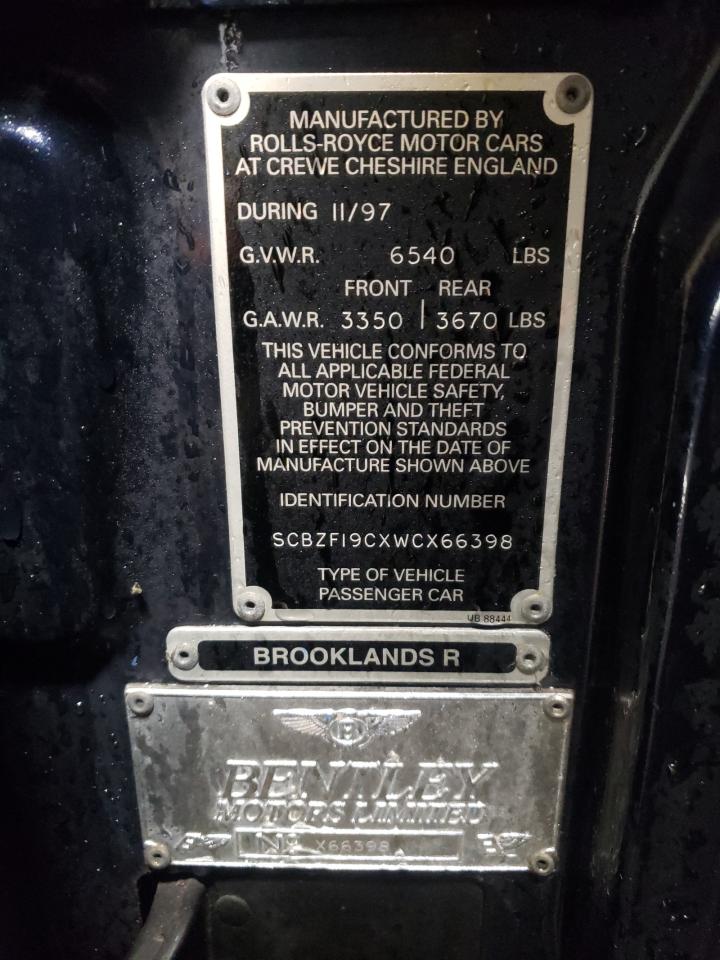 MANUFACTURED BY
ROLLS-ROYCE MOTOR CARS
AT CREWE CHESHIRE ENGLAND
DURING 11/97
G.V.W.R. 6540 LBS
FRONT REAR
G.A.W.R. 3350 | 3670 LBS
THIS VEHICLE CONFORMS TO
ALL APPLICABLE FEDERAL
MOTOR VEHICLE SAFETY,
BUMPER AND THEFT
PREVENTION STANDARDS
IN EFFECT ON THE DATE OF
MANUFACTURE SHOWN ABOVE
IDENTIFICATION NUMBER
SCBZF19CXWCX66398
TYPE OF VEHICLE
PASSENGER CAR
UB 88444
BROOKLANDS R
B
BENTLEY
MOTORS LIMITED
No X66398